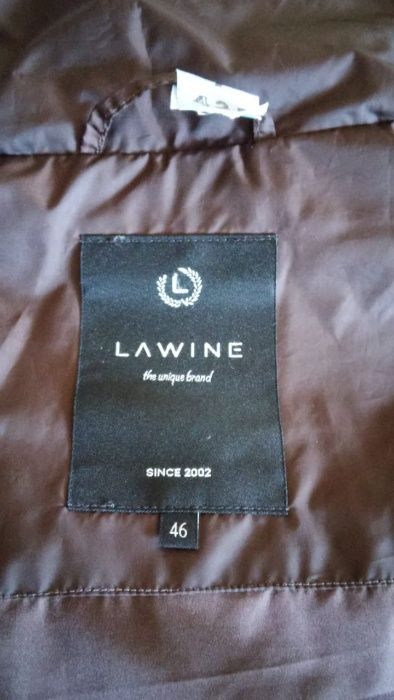 L
LAWINE
the unique brand
SINCE 2002
46